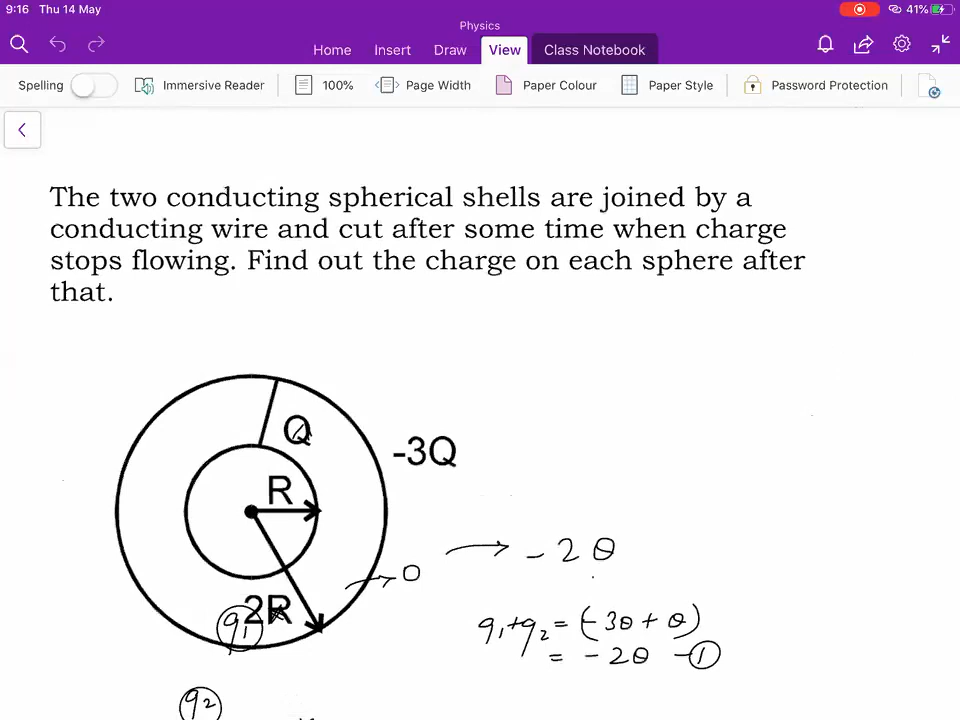 9:16 Thu 14 May
41%
Physics
Home Insert Draw View Class Notebook
Spelling Immersive Reader 100% Page Width Paper Colour Paper Style Password Protection
The two conducting spherical shells are joined by a
conducting wire and cut after some time when charge
stops flowing. Find out the charge on each sphere after
that.
Q
-3Q
R
→ -2θ
→ 0
2R
q₁
q₁+q₂ = (-3θ + θ)
= -2θ -①
q₂